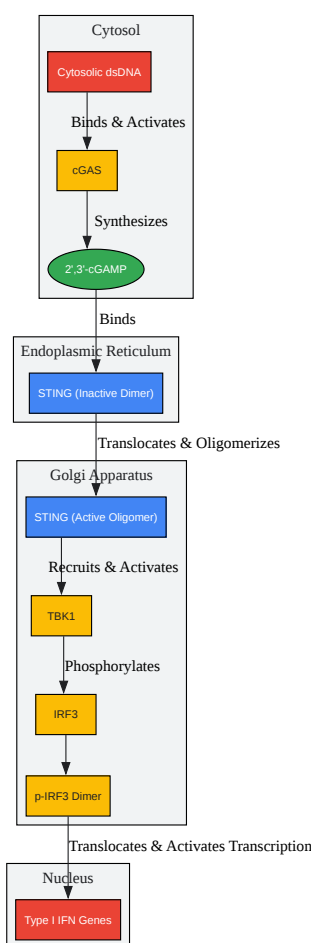 Cytosol
Cytosolic dsDNA
Binds & Activates
cGAS
Synthesizes
2',3'-cGAMP
Binds
Endoplasmic Reticulum
STING (Inactive Dimer)
Translocates & Oligomerizes
Golgi Apparatus
STING (Active Oligomer)
Recruits & Activates
TBK1
Phosphorylates
IRF3
p-IRF3 Dimer
Translocates & Activates Transcription
Nucleus
Type I IFN Genes